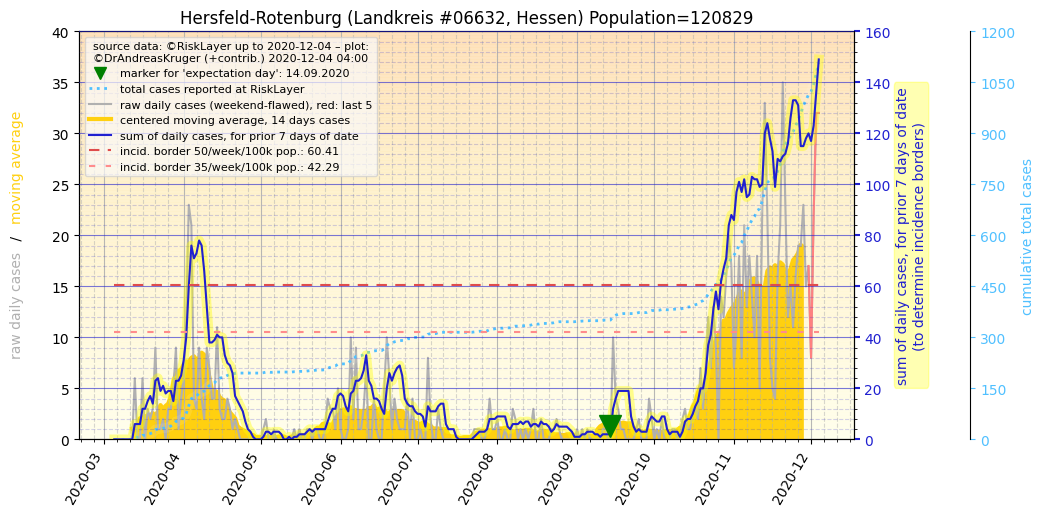 Hersfeld-Rotenburg (Landkreis #06632, Hessen) Population=120829
source data: ©RiskLayer up to 2020-12-04 – plot:
©DrAndreasKruger (+contrib.) 2020-12-04 04:00
marker for 'expectation day': 14.09.2020
total cases reported at RiskLayer
raw daily cases (weekend-flawed), red: last 5
centered moving average, 14 days cases
sum of daily cases, for prior 7 days of date
incid. border 50/week/100k pop.: 60.41
incid. border 35/week/100k pop.: 42.29
raw daily cases / moving average
40
35
30
25
20
15
10
5
0
2020-03
2020-04
2020-05
2020-06
2020-07
2020-08
2020-09
2020-10
2020-11
2020-12
160
140
120
100
80
60
40
20
0
sum of daily cases, for prior 7 days of date
(to determine incidence borders)
1200
1050
900
750
600
450
300
150
0
cumulative total cases